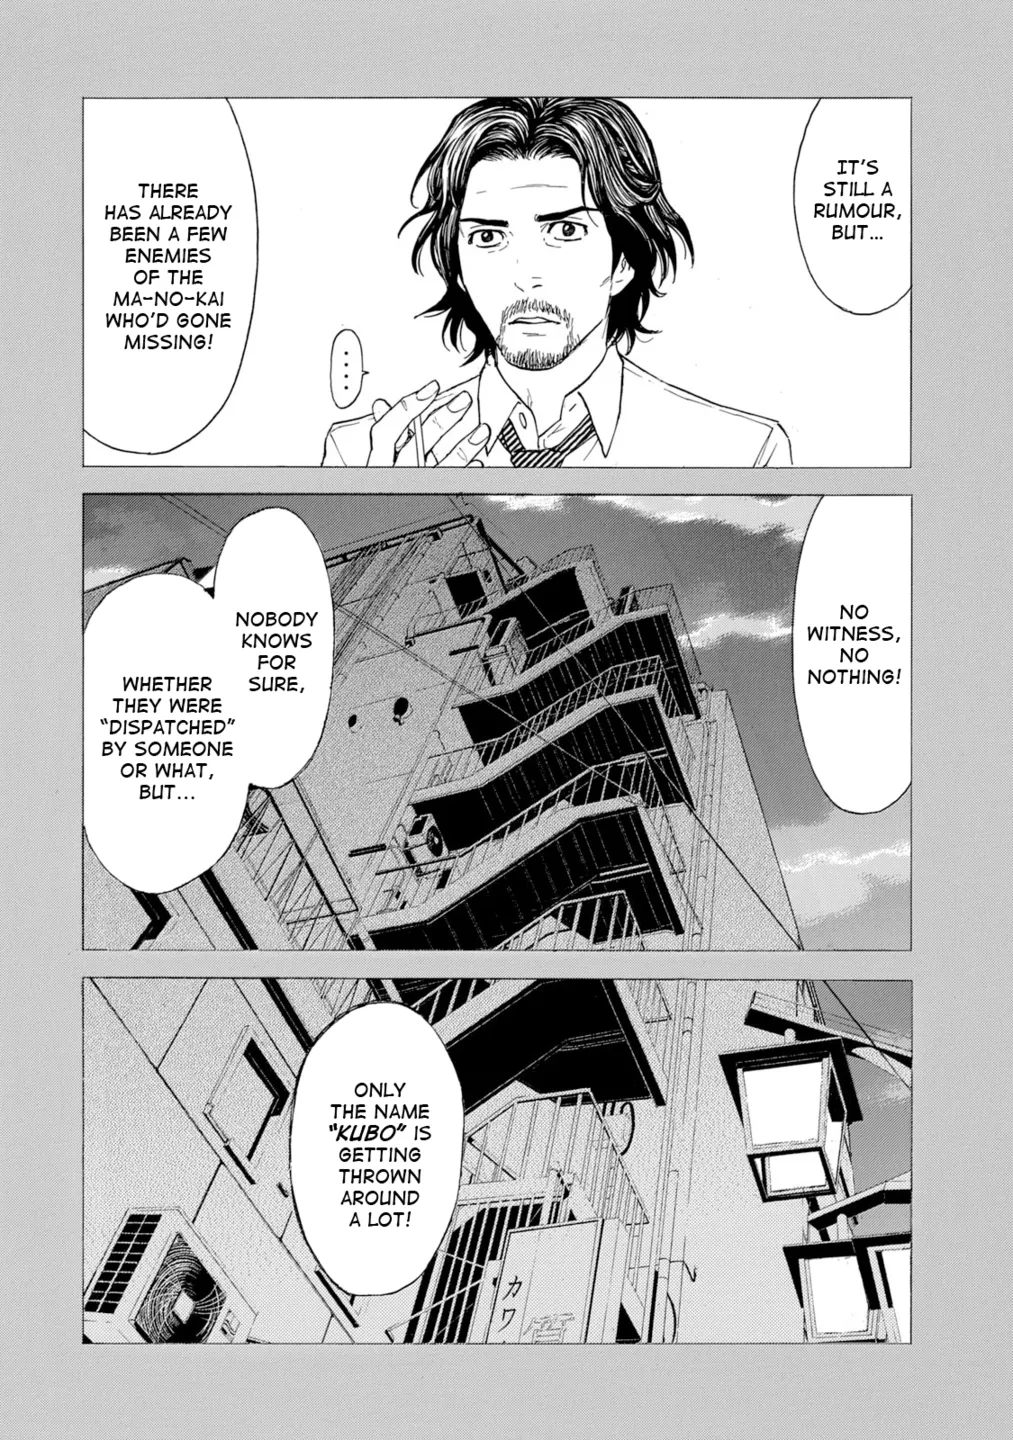 IT'S
STILL A
RUMOUR,
BUT...
THERE
HAS ALREADY
BEEN A FEW
ENEMIES
OF THE
MA-NO-KAI
WHO'D GONE
MISSING!
....
NO
WITNESS,
NO
NOTHING!
NOBODY
KNOWS
FOR
SURE,
WHETHER
THEY WERE
"DISPATCHED"
BY SOMEONE
OR WHAT,
BUT...
ONLY
THE NAME
"KUBO" IS
GETTING
THROWN
AROUND
A LOT!
カワ
管